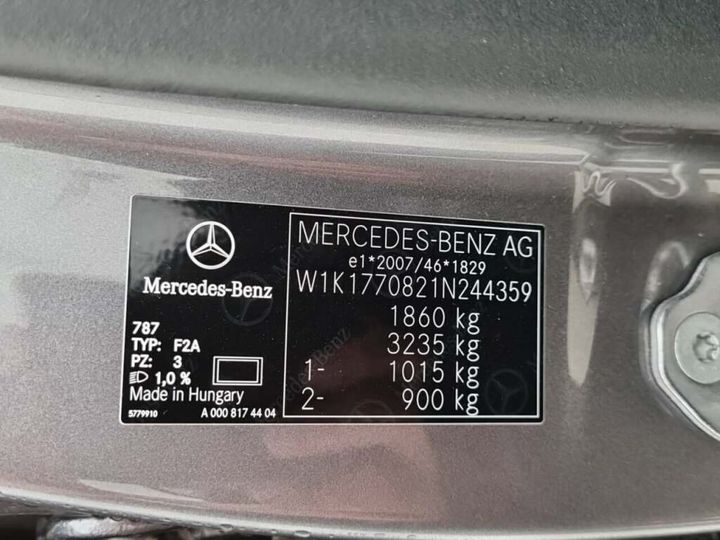 Mercedes-Benz
787
TYP: F2A
PZ: 3
1,0 %
Made in Hungary
5779910 A 000 817 44 04
MERCEDES-BENZ AG
e1*2007/46*1829
W1K1770821N244359
1860 kg
3235 kg
1- 1015 kg
2- 900 kg